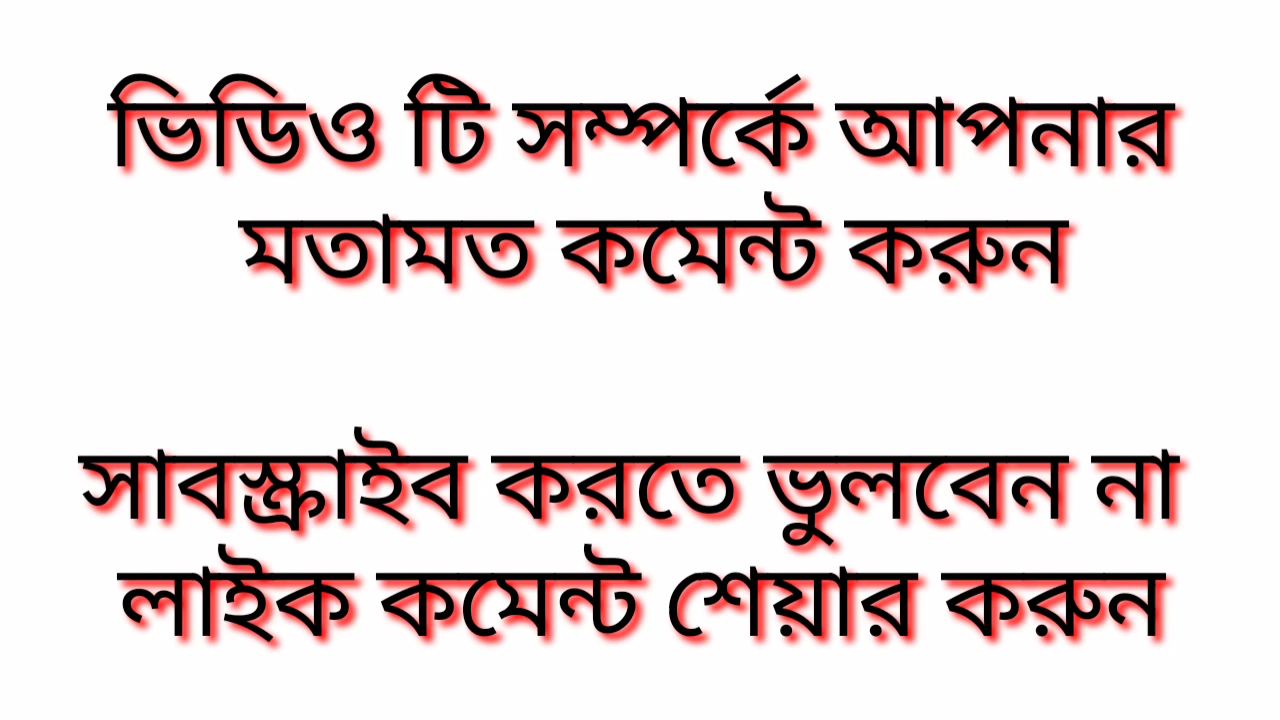 ভিডিও টি সম্পর্কে আপনার
মতামত কমেন্ট করুন
সাবস্ক্রাইব করতে ভুলবেন না
লাইক কমেন্ট শেয়ার করুন